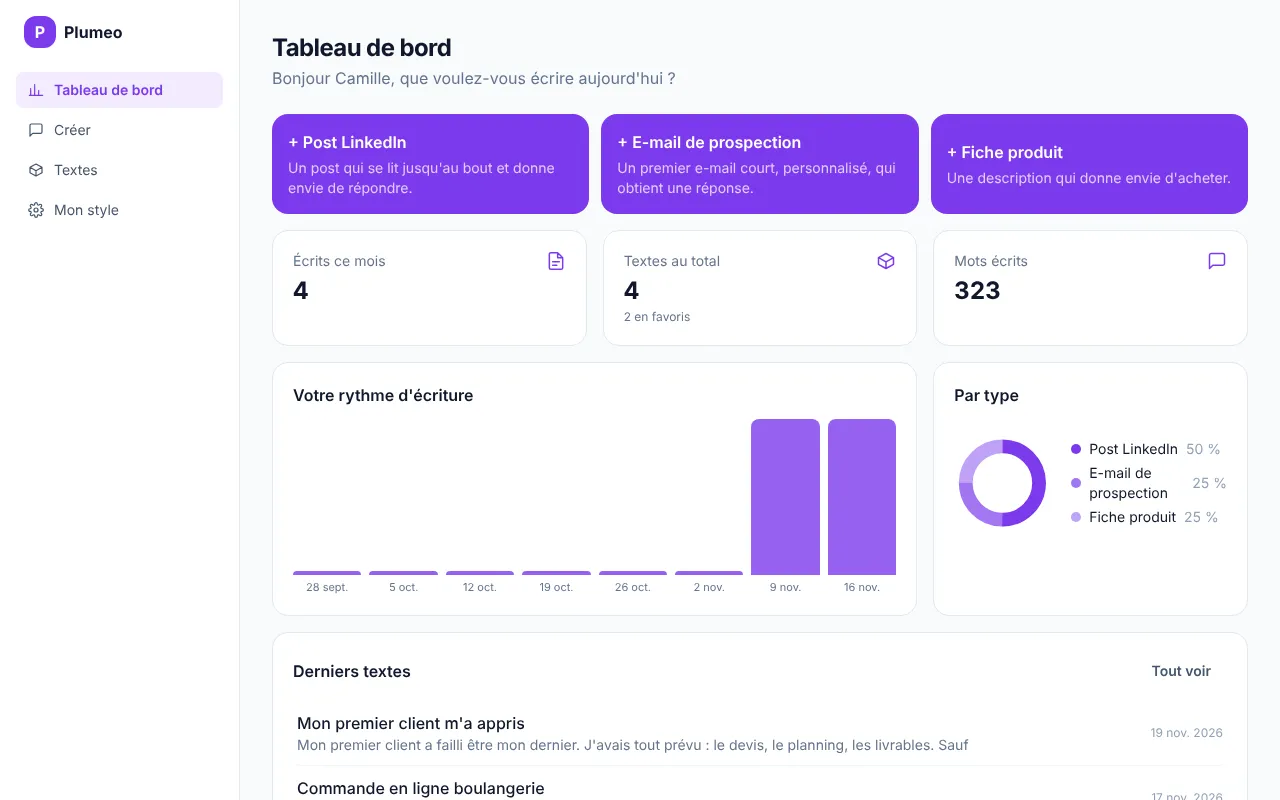 P Plumeo
Tableau de bord
Créer
Textes
Mon style
Tableau de bord
Bonjour Camille, que voulez-vous écrire aujourd'hui ?
+ Post LinkedIn
Un post qui se lit jusqu'au bout et donne
envie de répondre.
+ E-mail de prospection
Un premier e-mail court, personnalisé, qui
obtient une réponse.
+ Fiche produit
Une description qui donne envie d'acheter.
Écrits ce mois
4
Textes au total
4
2 en favoris
Mots écrits
323
Votre rythme d'écriture
28 sept. 5 oct. 12 oct. 19 oct. 26 oct. 2 nov. 9 nov. 16 nov.
Par type
Post LinkedIn 50 %
E-mail de
prospection 25 %
Fiche produit 25 %
Derniers textes
Tout voir
Mon premier client m'a appris
Mon premier client a failli être mon dernier. J'avais tout prévu : le devis, le planning, les livrables. Sauf
19 nov. 2026
Commande en ligne boulangerie
17 nov. 2026